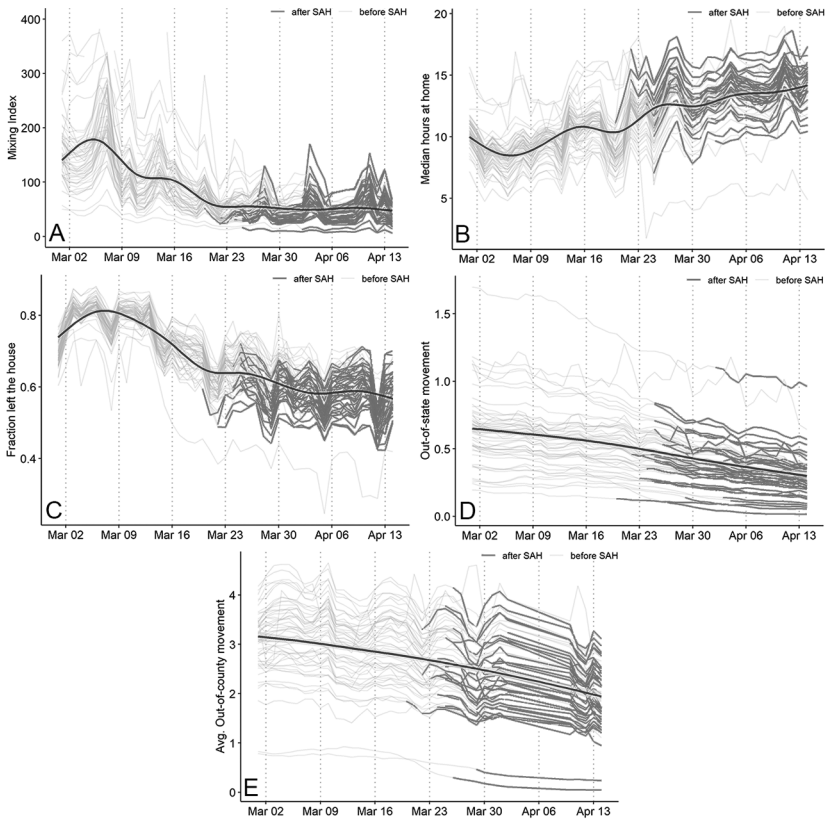 after SAH before SAH
400
300
200
100
0
Mixing Index
A
Mar 02 Mar 09 Mar 16 Mar 23 Mar 30 Apr 06 Apr 13
after SAH before SAH
20
15
10
5
Median hours at home
B
Mar 02 Mar 09 Mar 16 Mar 23 Mar 30 Apr 06 Apr 13
after SAH before SAH
0.8
0.6
0.4
Fraction left the house
C
Mar 02 Mar 09 Mar 16 Mar 23 Mar 30 Apr 06 Apr 13
after SAH before SAH
1.5
1.0
0.5
0.0
Out-of-state movement
D
Mar 02 Mar 09 Mar 16 Mar 23 Mar 30 Apr 06 Apr 13
after SAH before SAH
4
3
2
1
0
Avg. Out-of-county movement
E
Mar 02 Mar 09 Mar 16 Mar 23 Mar 30 Apr 06 Apr 13